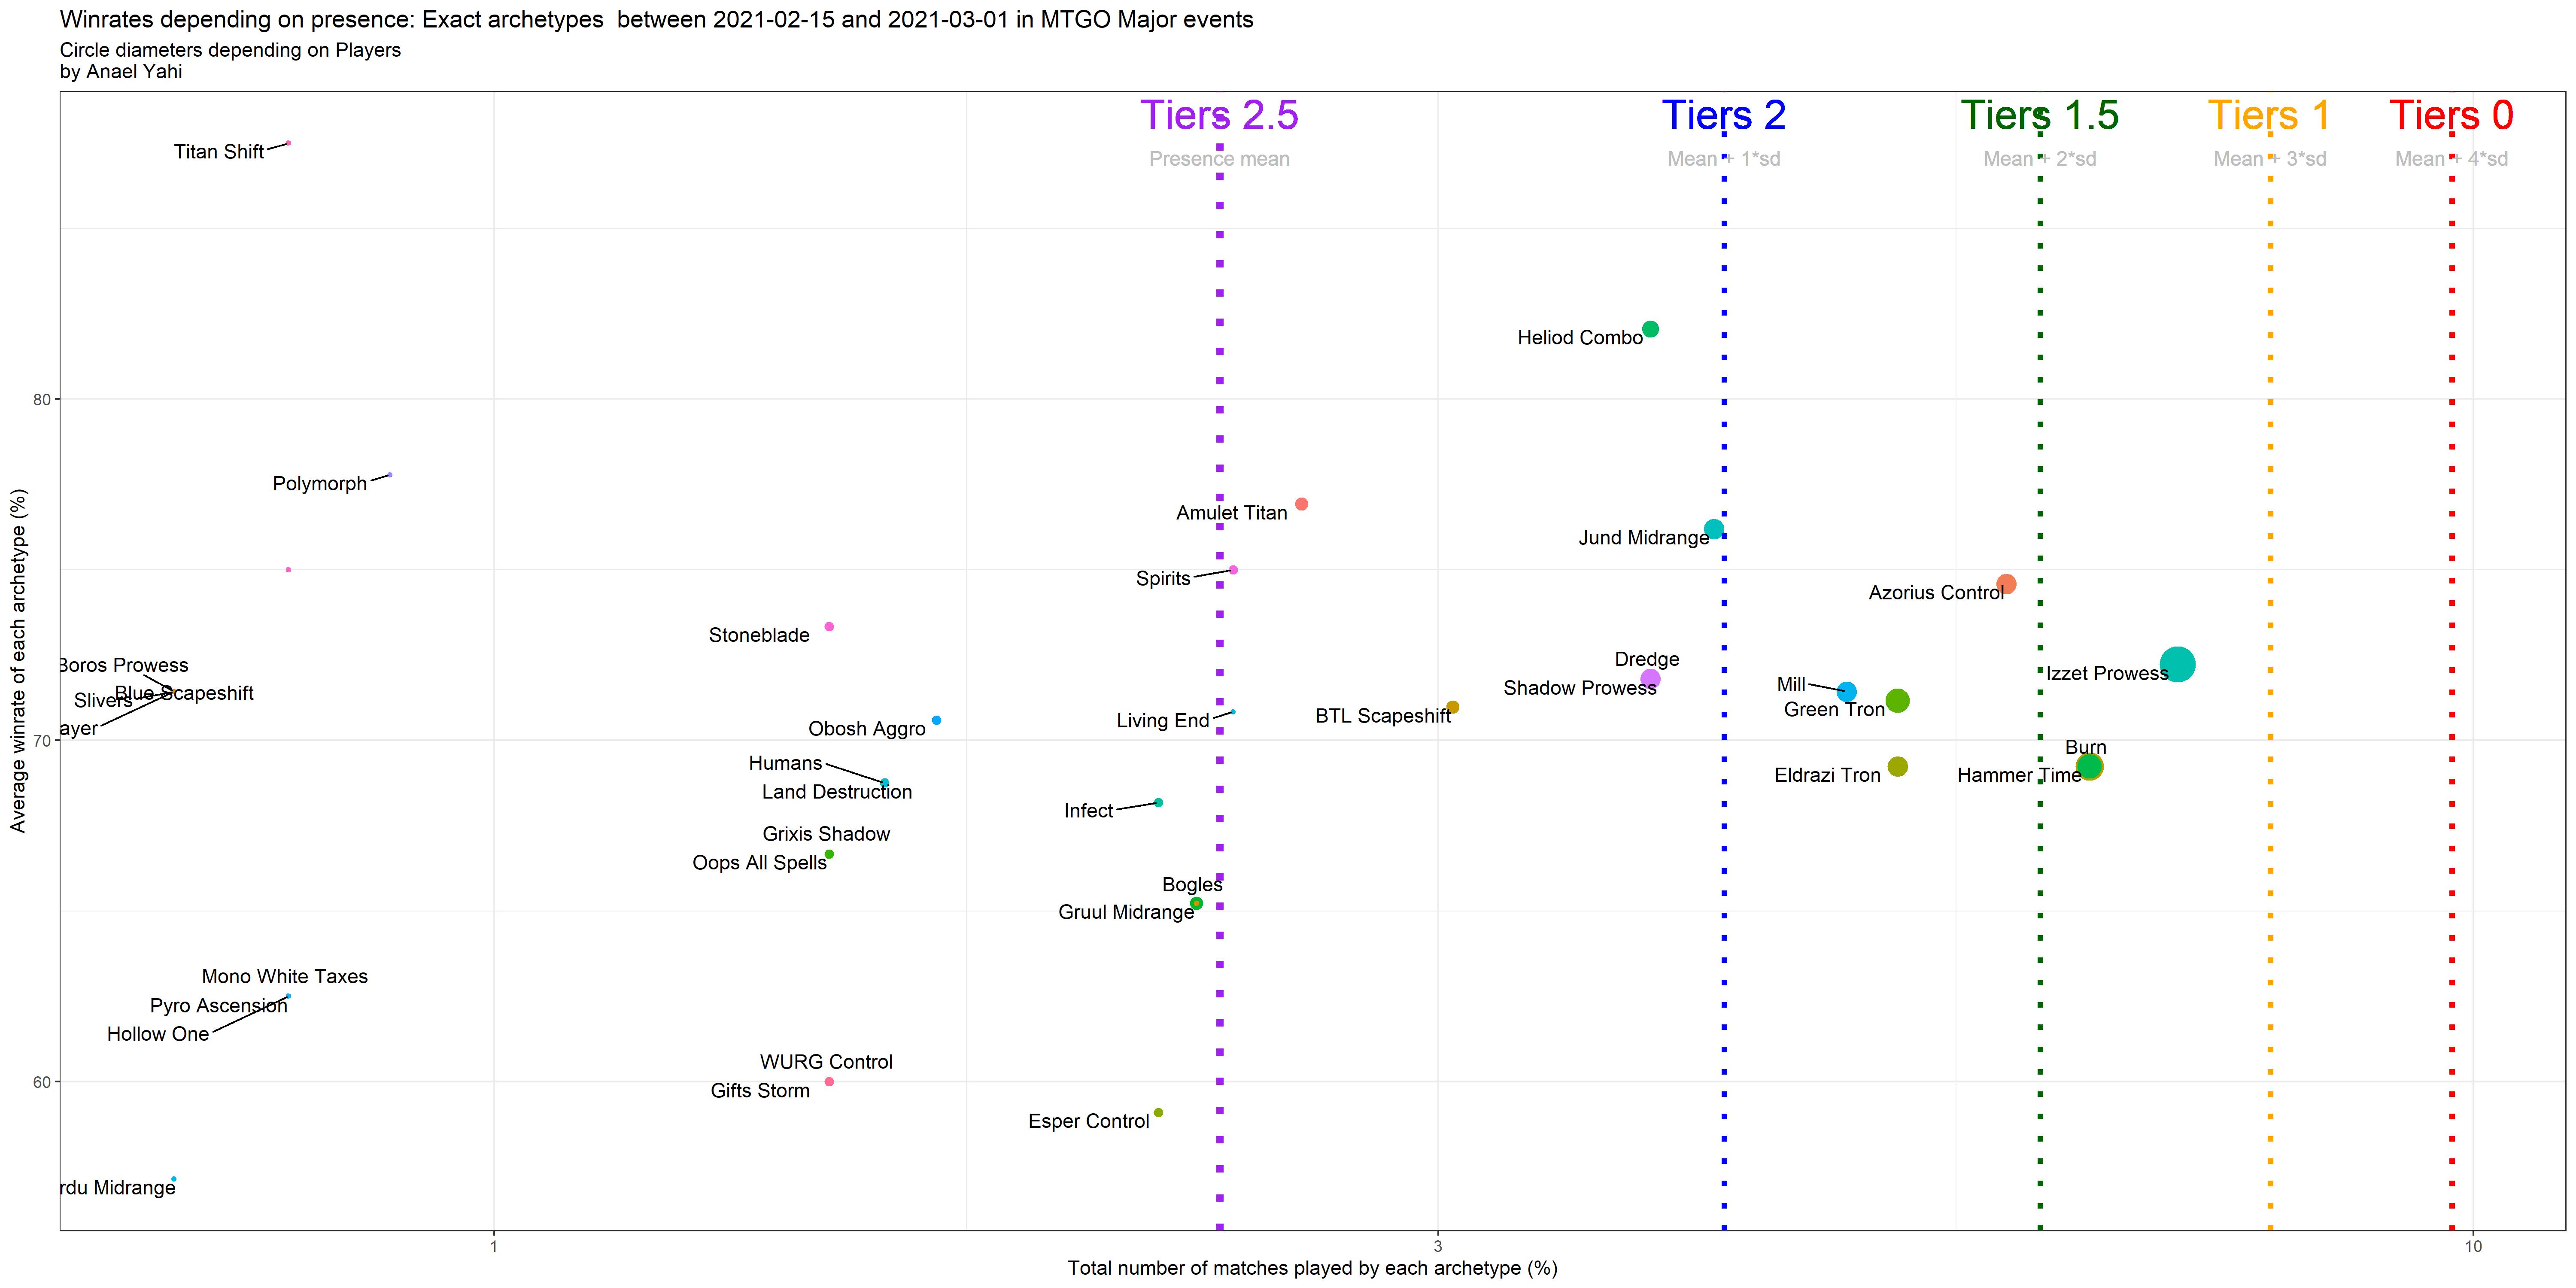 Winrates depending on presence: Exact archetypes  between 2021-02-15 and 2021-03-01 in MTGO Major events
Circle diameters depending on Players
by Anael Yahi
Tiers 2.5
Tiers 2
Tiers 1.5
Tiers 1
Tiers 0
Presence mean
Mean + 1*sd
Mean + 2*sd
Mean + 3*sd
Mean + 4*sd
Titan Shift
Heliod Combo
80
Polymorph
Amulet Titan
Jund Midrange
Spirits
Azorius Control
Stoneblade
Boros Prowess
Dredge
Izzet Prowess
Blue Scapeshift
Slivers
Shadow Prowess
Mill
Green Tron
BTL Scapeshift
Living End
Obosh Aggro
ayer
70
Burn
Humans
Eldrazi Tron
Hammer Time
Land Destruction
Infect
Grixis Shadow
Oops All Spells
Bogles
Gruul Midrange
Mono White Taxes
Pyro Ascension
Hollow One
WURG Control
60
Gifts Storm
Esper Control
rdu Midrange
Average winrate of each archetype (%)
1
3
10
Total number of matches played by each archetype (%)